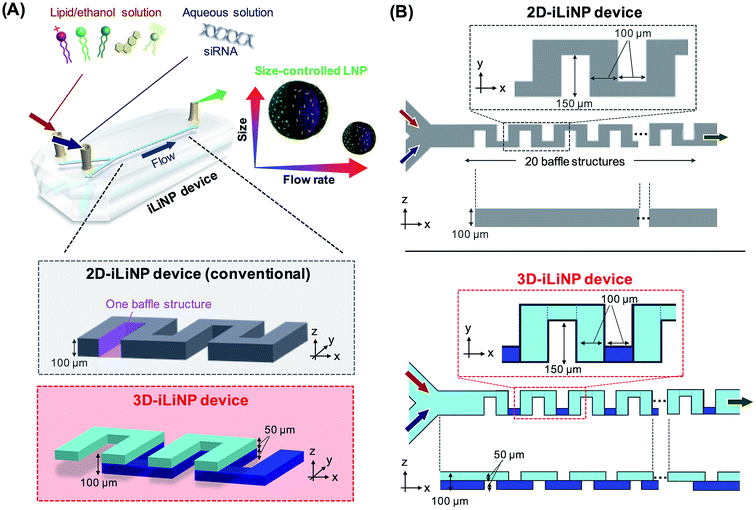 (A)
Lipid/ethanol solution
Aqueous solution
siRNA
+
Size-controlled LNP
Size
Flow
iLiNP device
Flow rate
2D-iLiNP device (conventional)
One baffle structure
100 µm
z
y
x
3D-iLiNP device
50 µm
100 µm
z
y
x
(B)
2D-iLiNP device
100 µm
y
x
150 µm
20 baffle structures
z
x
100 µm
3D-iLiNP device
100 µm
y
x
150 µm
z
x
50 µm
100 µm